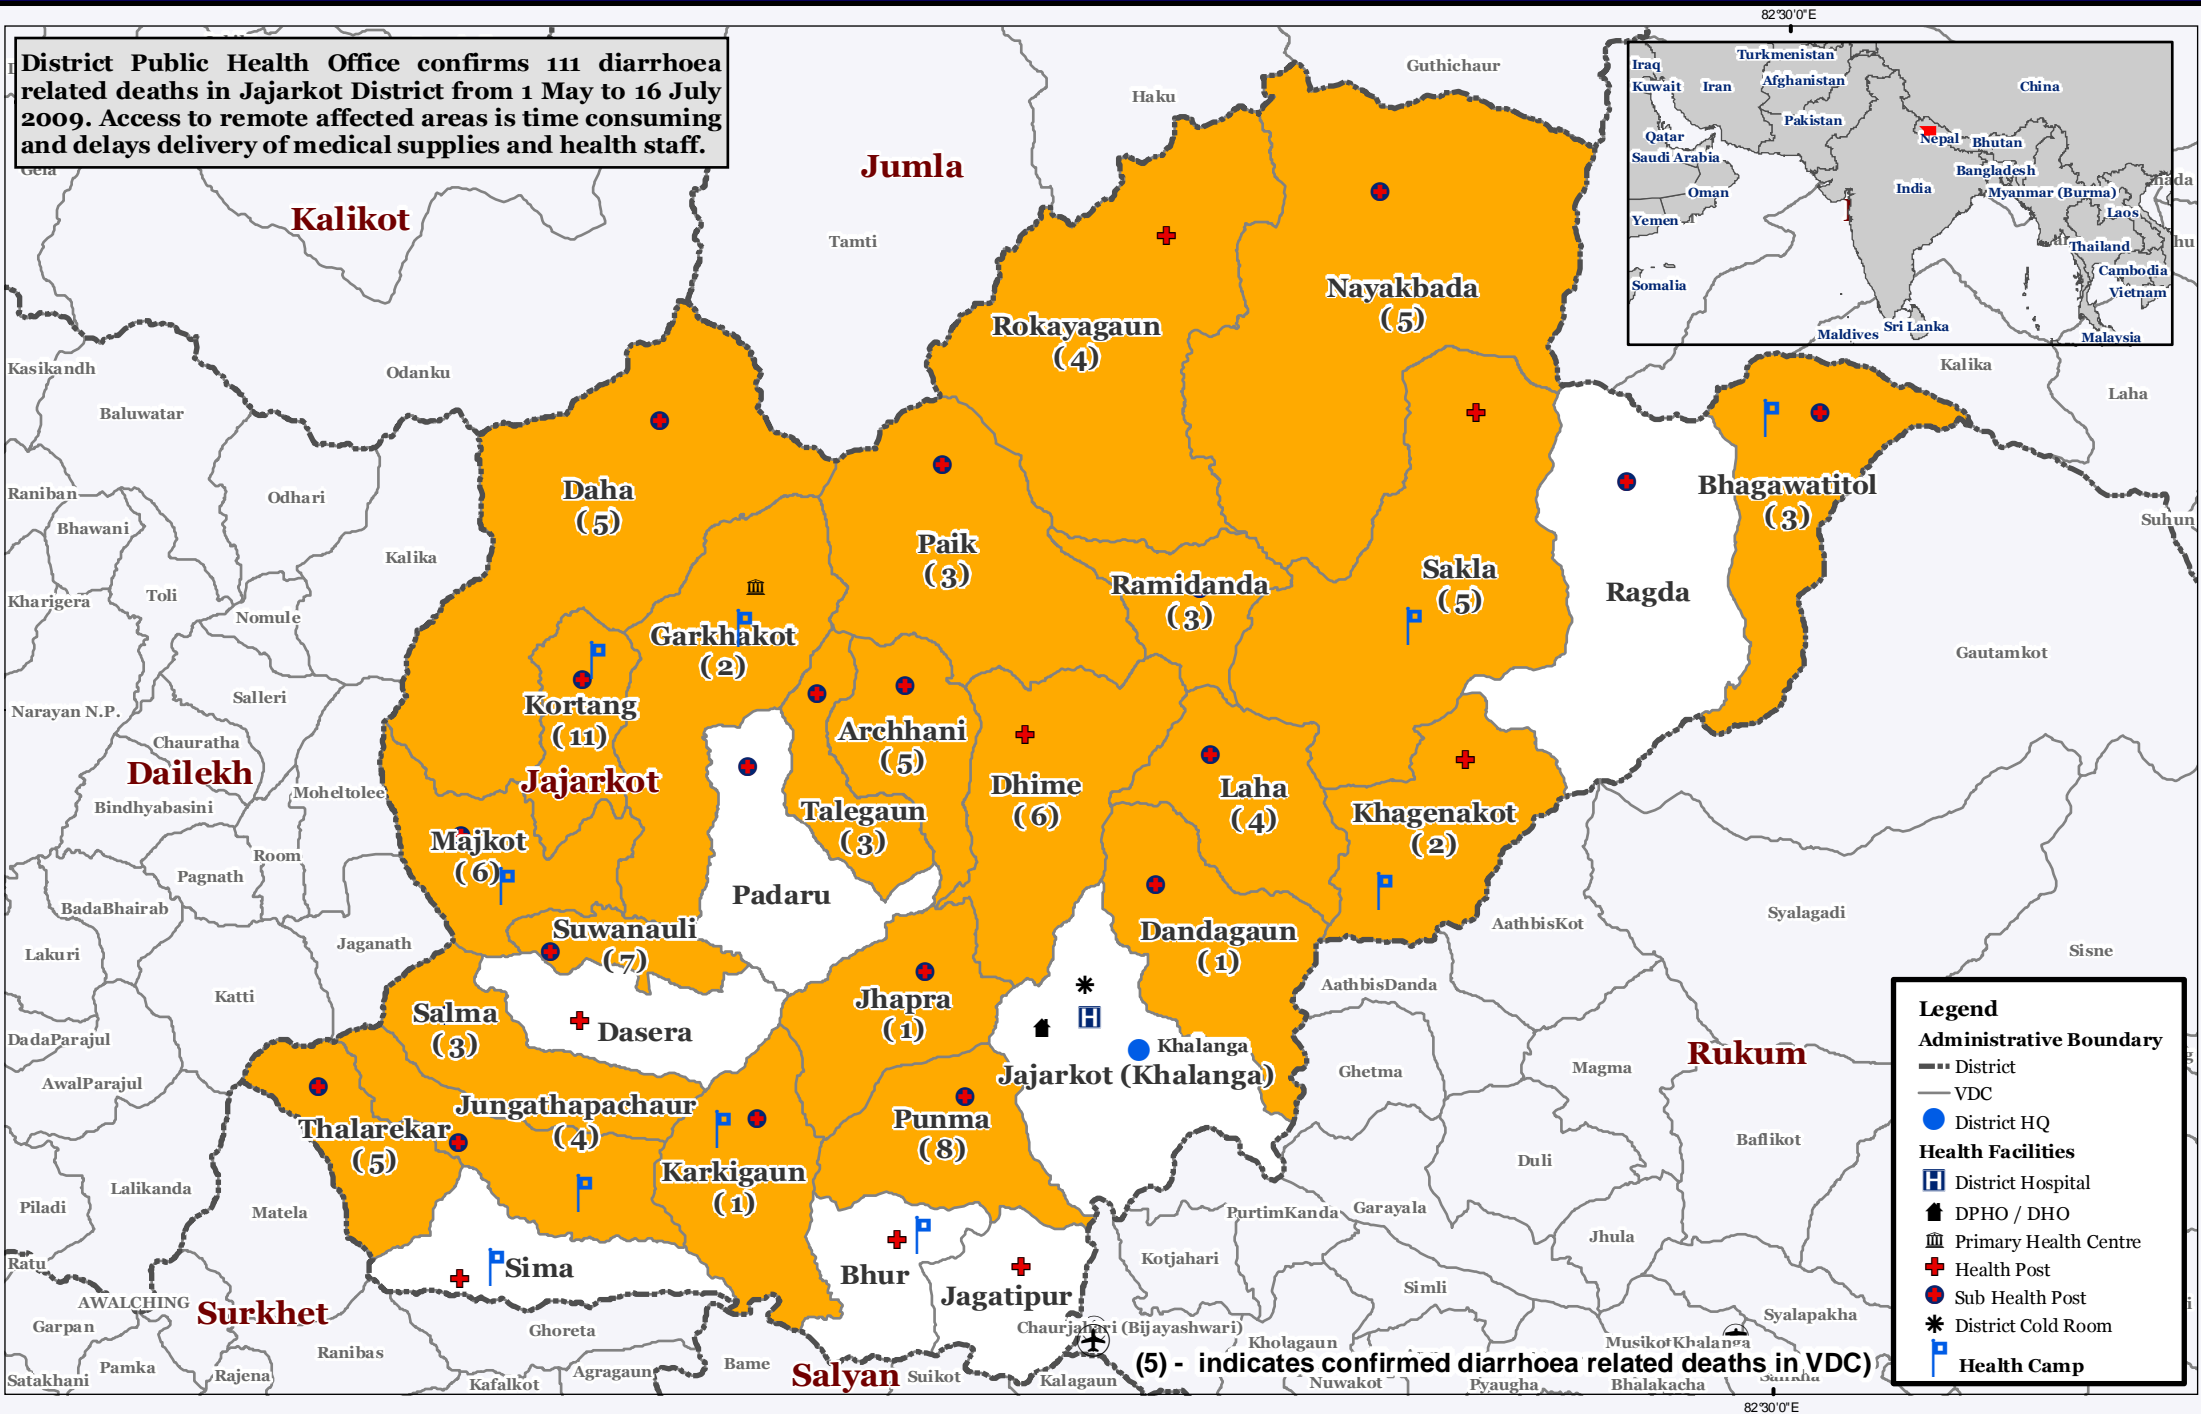 82°30'0"E
District Public Health Office confirms 111 diarrhoea
related deaths in Jajarkot District from 1 May to 16 July
2009. Access to remote affected areas is time consuming
and delays delivery of medical supplies and health staff.
Guthichaur
Haku
Jumla
Tamti
Kalikot
Turkmenistan
Iraq
Kuwait
Iran
Afghanistan
China
Pakistan
Qatar
Nepal
Bhutan
Saudi Arabia
Bangladesh
Oman
India
Myanmar (Burma)
Yemen
Laos
Thailand
Cambodia
Somalia
Vietnam
Maldives
Sri Lanka
Malaysia
Nayakbada
(5)
Rokayagaun
(4)
Kasikandh
Odanku
Baluwatar
Kalika
Laha
Raniban
Odhari
Bhawani
Kalika
Daha
(5)
Paik
(3)
Ramidanda
(3)
Sakla
(5)
Ragda
Bhagawatitol
(3)
Suhun
Kharigera
Toli
Nomule
Garkhakot
(2)
Gautamkot
Narayan N.P.
Salleri
Kortang
(11)
Archhani
(5)
Chauratha
Dailekh
Jajarkot
Moheltolee
Bindhyabasini
Dhime
(6)
Laha
(4)
Talegaun
(3)
Khagenakot
(2)
Majkot
(6)
Room
Pagnath
BadaBhairab
Padaru
Syalagadi
AathbisKot
Lakuri
Jaganath
Suwanauli
(7)
Dandagaun
(1)
Sisne
Katti
AathbisDanda
Salma
(3)
Dasera
Jhapra
(1)
DadaParajul
Khalanga
Jajarkot (Khalanga)
Rukum
AwalParajul
Ghetma
Magma
Jungathapachaur
(4)
Thalarekar
(5)
Punma
(8)
Baflikot
Duli
Karkigaun
(1)
Lalikanda
Piladi
Matela
PurtimKanda
Garayala
Jhula
Ratu
Kotjahari
Sima
Bhur
Jagatipur
Simli
AWALCHING
Surkhet
Garpan
Ghoreta
Syalapakha
Chaurjahari (Bijayashwari)
Kholagaun
MusikotKhalanga
Ranibas
Pamka
Rajena
Satakhani
Kafalkot
Agragaun
Bame
Salyan
Suikot
Kalagaun
(5) - indicates confirmed diarrhoea related deaths in VDC)
Nuwakot
Pyaugha
Bhalakacha
Legend
Administrative Boundary
District
VDC
District HQ
Health Facilities
District Hospital
DPHO / DHO
Primary Health Centre
Health Post
Sub Health Post
District Cold Room
Health Camp
82°30'0"E